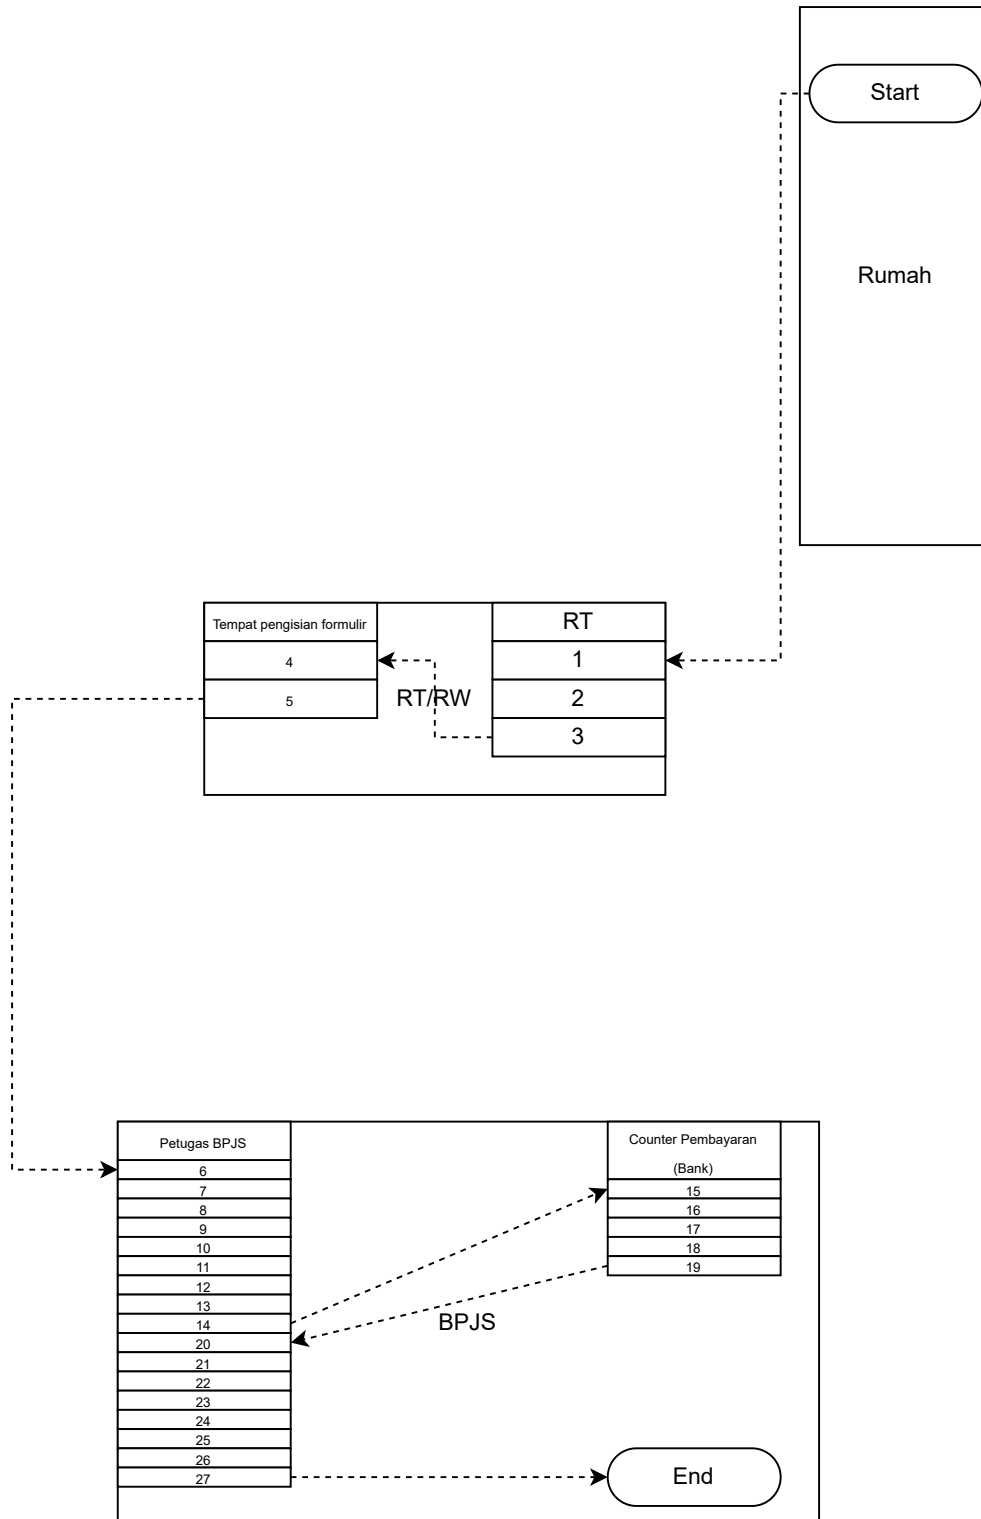 Start
Rumah
Tempat pengisian formulir
4
5
RT/RW
RT
1
2
3
Petugas BPJS
6
7
8
9
10
11
12
13
14
20
21
22
23
24
25
26
27
BPJS
Counter Pembayaran
(Bank)
15
16
17
18
19
End